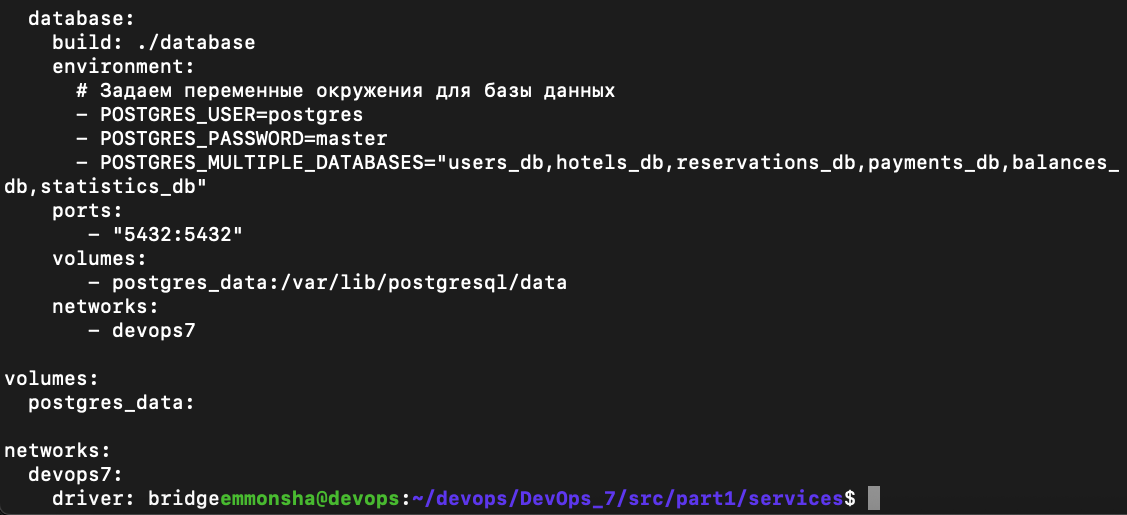 database:
    build: ./database
    environment:
      # Задаем переменные окружения для базы данных
      - POSTGRES_USER=postgres
      - POSTGRES_PASSWORD=master
      - POSTGRES_MULTIPLE_DATABASES="users_db,hotels_db,reservations_db,payments_db,balances_
db,statistics_db"
    ports:
       - "5432:5432"
    volumes:
       - postgres_data:/var/lib/postgresql/data
    networks:
       - devops7

volumes:
  postgres_data:

networks:
  devops7:
    driver: bridgeemmonsha@devops:~/devops/DevOps_7/src/part1/services$